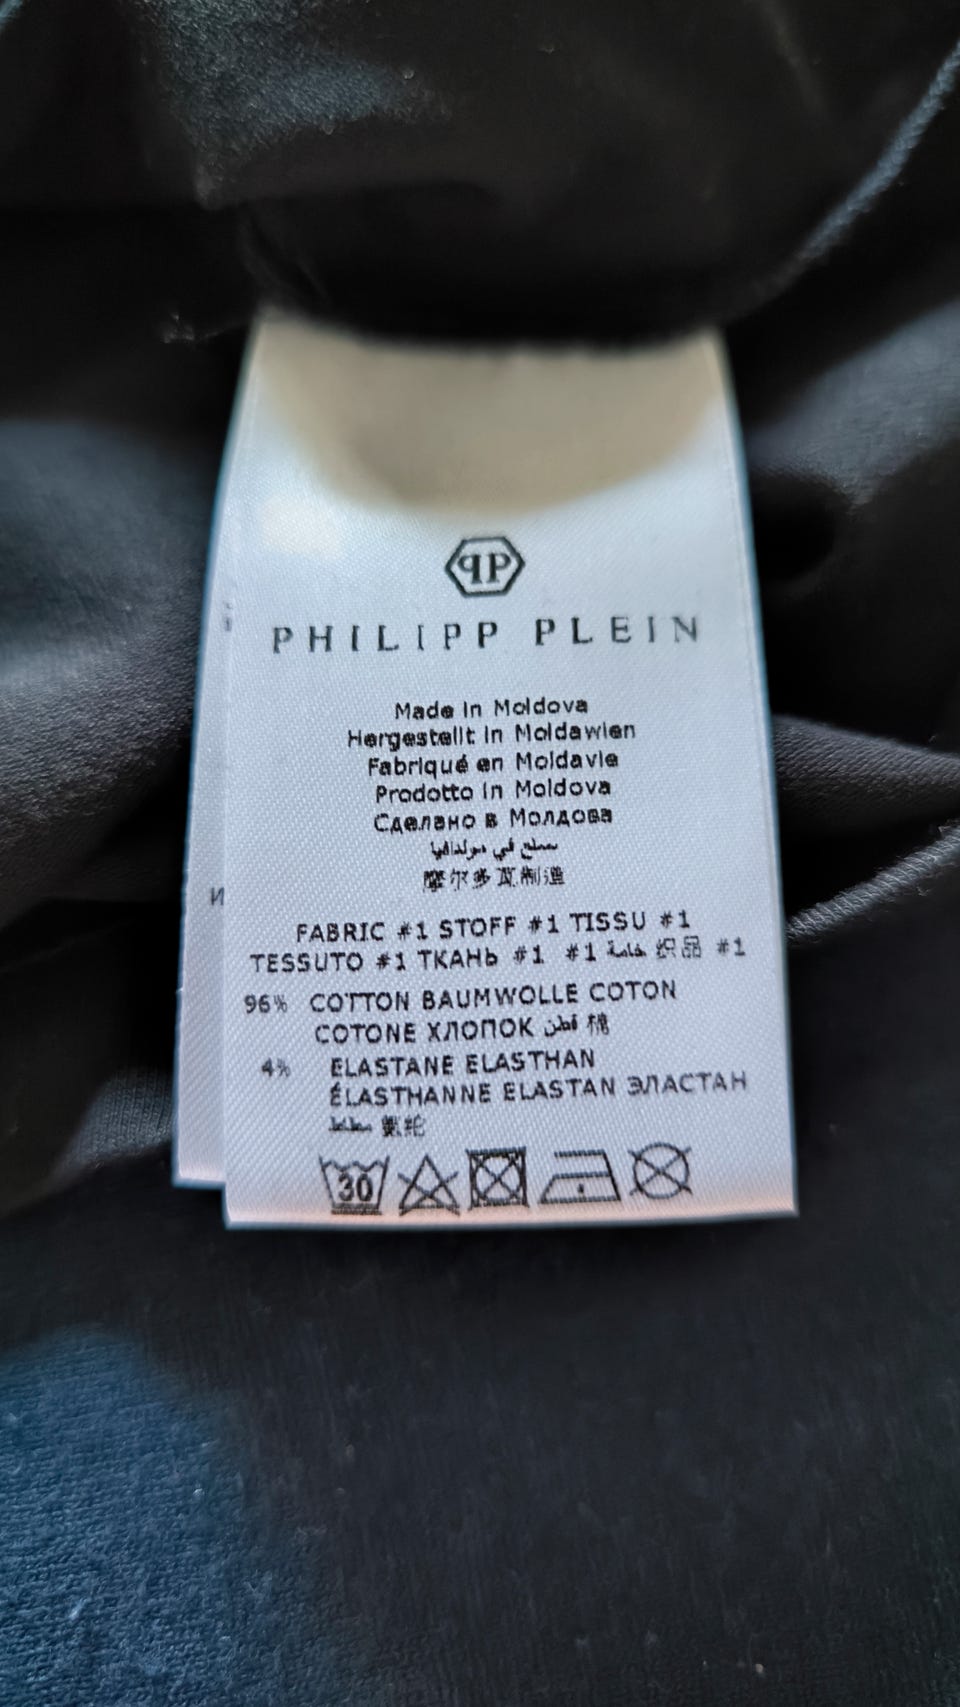 PHILIPP PLEIN
Made in Moldova
Hergestellt in Moldawien
Fabriqué en Moldavie
Prodotto in Moldova
Сделано в Молдова
في مولدافيا
摩尔多瓦制造
FABRIC #1 STOFF #1 TISSU #1
TESSUTO #1 ТКАНЬ #1 #1 خامة 织品 #1
96% COTTON BAUMWOLLE COTON
COTONE ХЛОПОК قطن 棉
4% ELASTANE ELASTHAN
ÉLASTHANNE ELASTAN ЭЛАСТАН
30